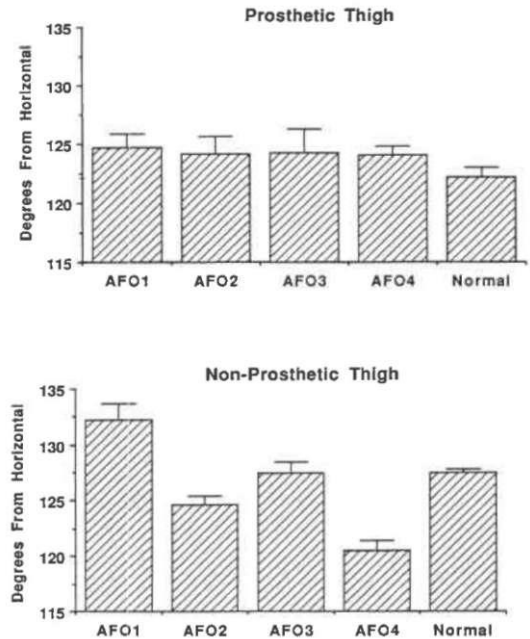 Prosthetic Thigh
Degrees From Horizontal
135
130
125
120
115
AFO1 AFO2 AFO3 AFO4 Normal
Non-Prosthetic Thigh
Degrees From Horizontal
135
130
125
120
115
AFO1 AFO2 AFO3 AFO4 Normal